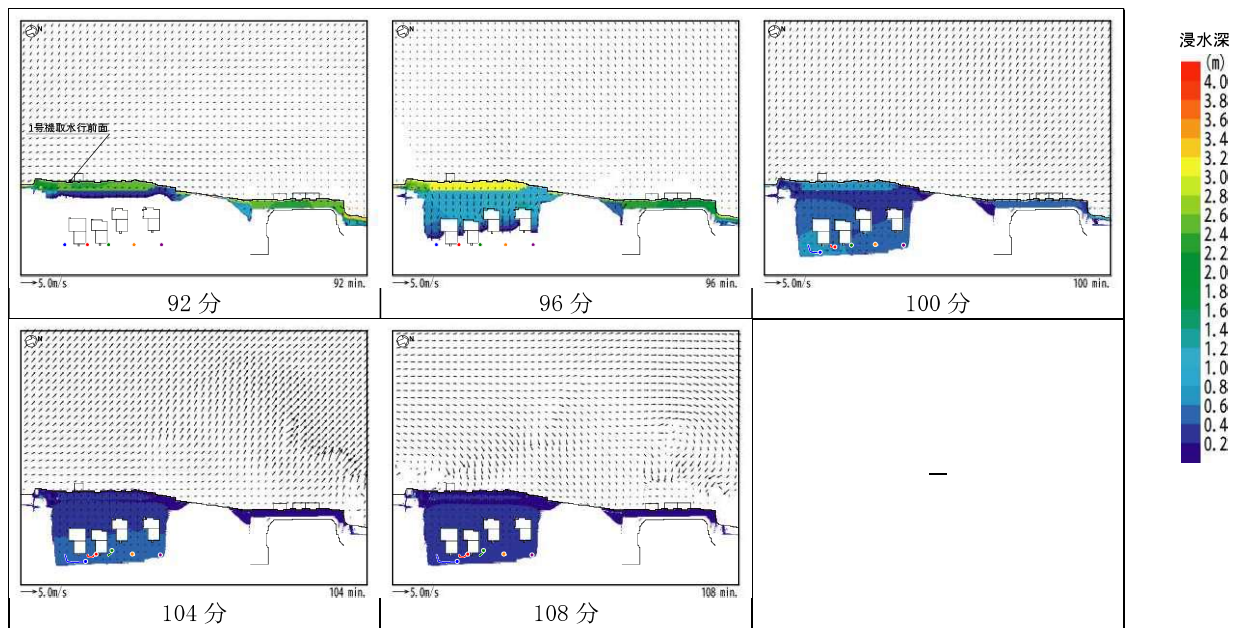 浸水深
(m)
4.0
3.8
3.6
3.4
3.2
3.0
2.8
2.6
2.4
2.2
2.0
1.8
1.6
1.4
1.2
1.0
0.8
0.6
0.4
0.2
N
1号機取水行前面
5.0m/s
92 min.
92 分
N
5.0m/s
96 min.
96 分
N
5.0m/s
100 min.
100 分
N
5.0m/s
104 min.
104 分
N
5.0m/s
108 min.
108 分
—